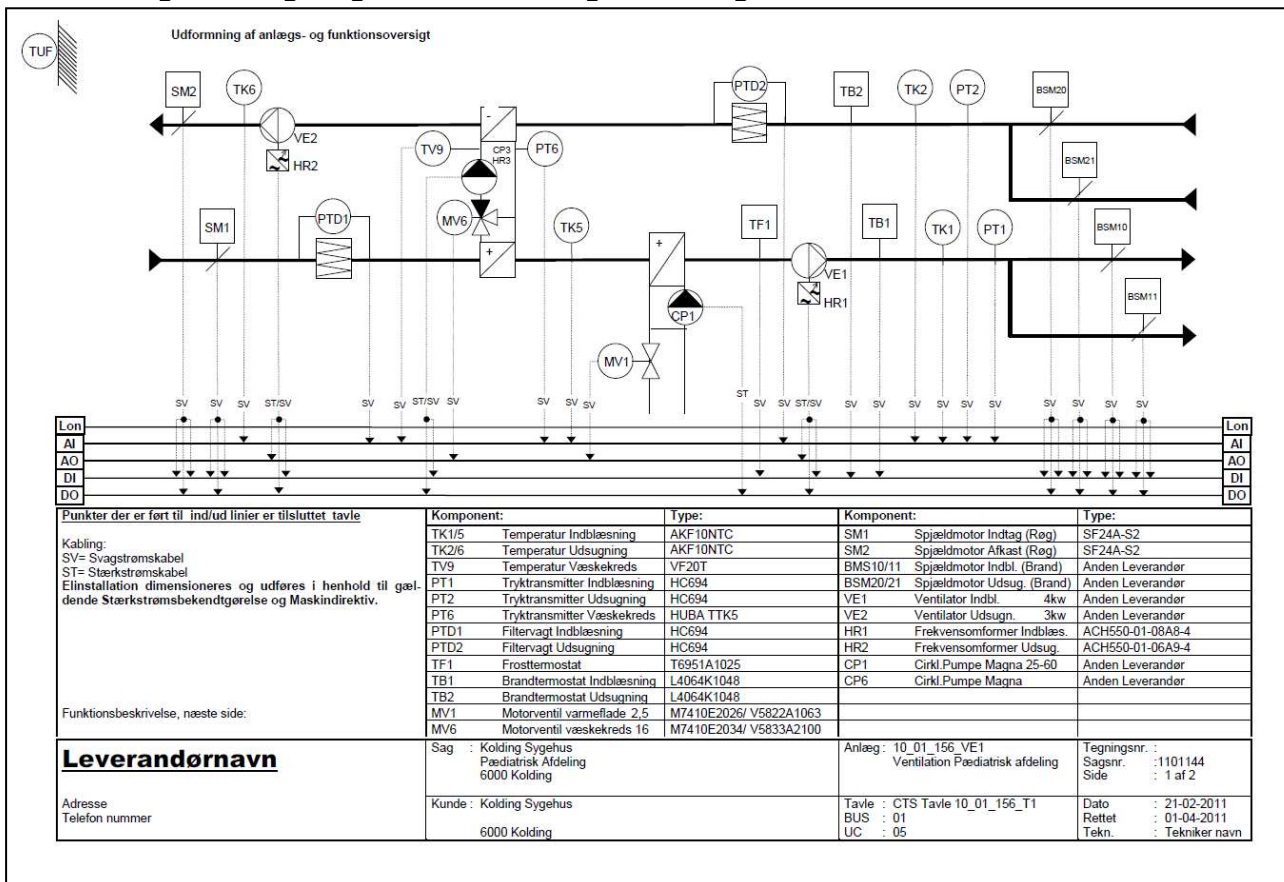 Udformning af anlægs- og funktionsoversigt
TUF
SM2
TK6
VE2
HR2
TV9
CP3
HR3
PT6
PTD2
TB2
TK2
PT2
BSM20
BSM21
SM1
PTD1
MV6
TK5
CP1
MV1
TF1
VE1
HR1
TB1
TK1
PT1
BSM10
BSM11
SV SV ST/SV SV SV ST/SV SV SV SV SV ST SV SV ST/SV SV SV SV SV SV SV SV SV SV SV
Lon Lon
AI AI
AO AO
DI DI
DO DO
Punkter der er ført til ind/ud linier er tilsluttet tavle
Kabling:
SV= Svagstrømskabel
ST= Stærkstrømskabel
Elinstallation dimensioneres og udføres i henhold til gæl-
dende Stærkstrømsbekendtgørelse og Maskindirektiv.
Funktionsbeskrivelse, næste side:
Komponent: Type: Komponent: Type:
TK1/5 Temperatur Indblæsning AKF10NTC SM1 Spjældmotor Indtag (Røg) SF24A-S2
TK2/6 Temperatur Udsugning AKF10NTC SM2 Spjældmotor Afkast (Røg) SF24A-S2
TV9 Temperatur Væskekreds VF20T BMS10/11 Spjældmotor Indbl. (Brand) Anden Leverandør
PT1 Tryktransmitter Indblæsning HC694 BSM20/21 Spjældmotor Udsug. (Brand) Anden Leverandør
PT2 Tryktransmitter Udsugning HC694 VE1 Ventilator Indbl. 4kw Anden Leverandør
PT6 Tryktransmitter Væskekreds HUBA TTK5 VE2 Ventilator Udsugn. 3kw Anden Leverandør
PTD1 Filtervagt Indblæsning HC694 HR1 Frekvensomformer Indblæs. ACH550-01-08A8-4
PTD2 Filtervagt Udsugning HC694 HR2 Frekvensomformer Udsug. ACH550-01-06A9-4
TF1 Frosttermostat T6951A1025 CP1 Cirkl.Pumpe Magna 25-60 Anden Leverandør
TB1 Brandtermostat Indblæsning L4064K1048 CP6 Cirkl.Pumpe Magna Anden Leverandør
TB2 Brandtermostat Udsugning L4064K1048
MV1 Motorventil varmeflade 2,5 M7410E2026/ V5822A1063
MV6 Motorventil væskekreds 16 M7410E2034/ V5833A2100
Leverandørnavn
Adresse
Telefon nummer
Sag : Kolding Sygehus
Pædiatrisk Afdeling
6000 Kolding
Kunde : Kolding Sygehus
6000 Kolding
Anlæg : 10_01_156_VE1
Ventilation Pædiatrisk afdeling
Tavle : CTS Tavle 10_01_156_T1
BUS : 01
UC : 05
Tegningsnr. :
Sagsnr. :1101144
Side : 1 af 2
Dato : 21-02-2011
Rettet : 01-04-2011
Tekn. : Tekniker navn